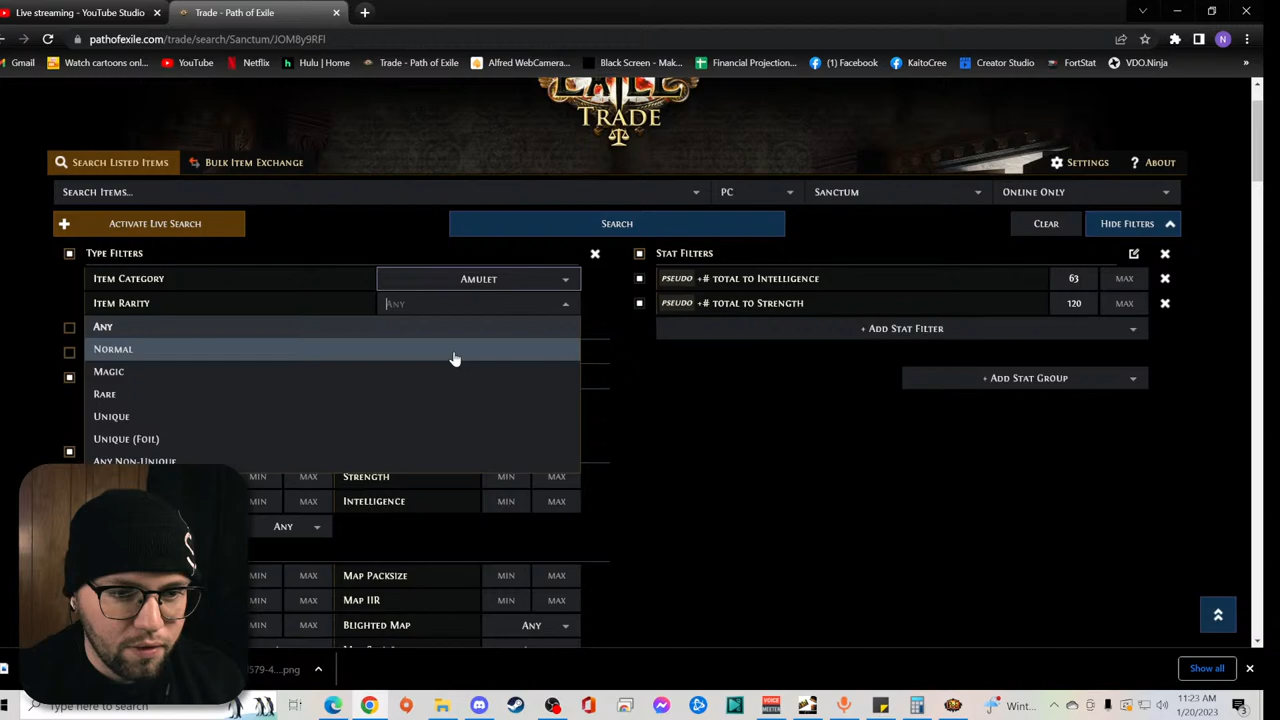 Live streaming - YouTube Studio
Trade - Path of Exile
pathofexile.com/trade/search/Sanctum/JOM8y9RFI
Gmail
Watch cartoons onl...
YouTube
Netflix
Hulu | Home
Trade - Path of Exile
Alfred WebCamera...
Black Screen - Mak...
Financial Projection...
(1) Facebook
KaitoCree
Creator Studio
FortStat
VDO.Ninja
TRADE
SEARCH LISTED ITEMS
BULK ITEM EXCHANGE
SETTINGS
? ABOUT
SEARCH ITEMS...
PC
SANCTUM
ONLINE ONLY
ACTIVATE LIVE SEARCH
SEARCH
CLEAR
HIDE FILTERS
TYPE FILTERS
ITEM CATEGORY
AMULET
ITEM RARITY
ANY
ANY
NORMAL
MAGIC
RARE
UNIQUE
UNIQUE (FOIL)
ANY NON-UNIQUE
STAT FILTERS
PSEUDO +# TOTAL TO INTELLIGENCE
63
MAX
PSEUDO +# TOTAL TO STRENGTH
120
MAX
+ ADD STAT FILTER
+ ADD STAT GROUP
MIN
MAX
STRENGTH
MIN
MAX
MIN
MAX
INTELLIGENCE
MIN
MAX
ANY
MIN
MAX
MAP PACKSIZE
MIN
MAX
MIN
MAX
MAP IIR
MIN
MAX
MIN
MAX
BLIGHTED MAP
ANY
579-4....png
Show all
Type here to search
Wint...
11:23 AM
1/20/2023